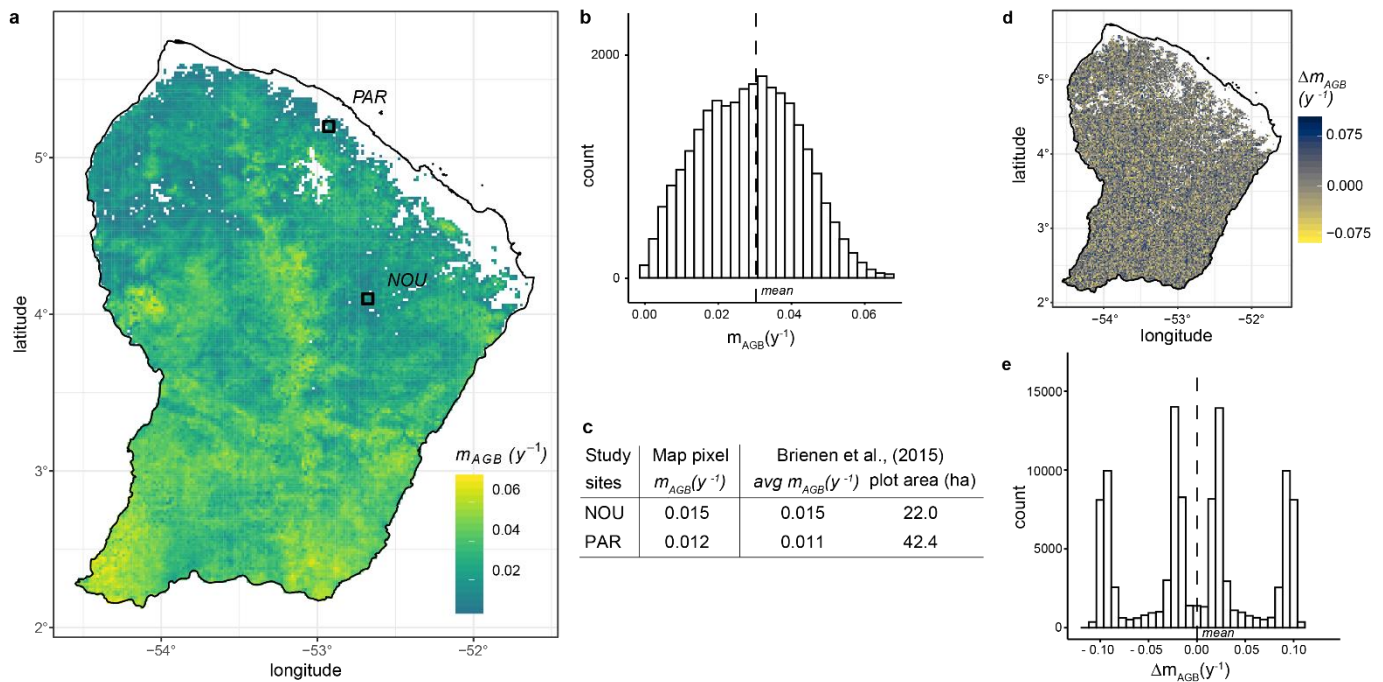 a
PAR
NOU
m_AGB (y⁻¹)
0.06
0.04
0.02
5°
4°
3°
2°
latitude
−54°
−53°
−52°
longitude
b
2000
1000
0
count
mean
0.00
0.02
0.04
0.06
m_AGB(y⁻¹)
c
Study sites | Map pixel m_AGB(y⁻¹) | Brienen et al., (2015) avg m_AGB(y⁻¹) | plot area (ha)
NOU 0.015 0.015 22.0
PAR 0.012 0.011 42.4
d
5°
4°
3°
2°
latitude
−54°
−53°
−52°
longitude
Δm_AGB
(y⁻¹)
0.075
0.000
−0.075
e
15000
10000
5000
0
count
mean
- 0.10
-0.05
0.00
0.05
0.10
Δm_AGB(y⁻¹)